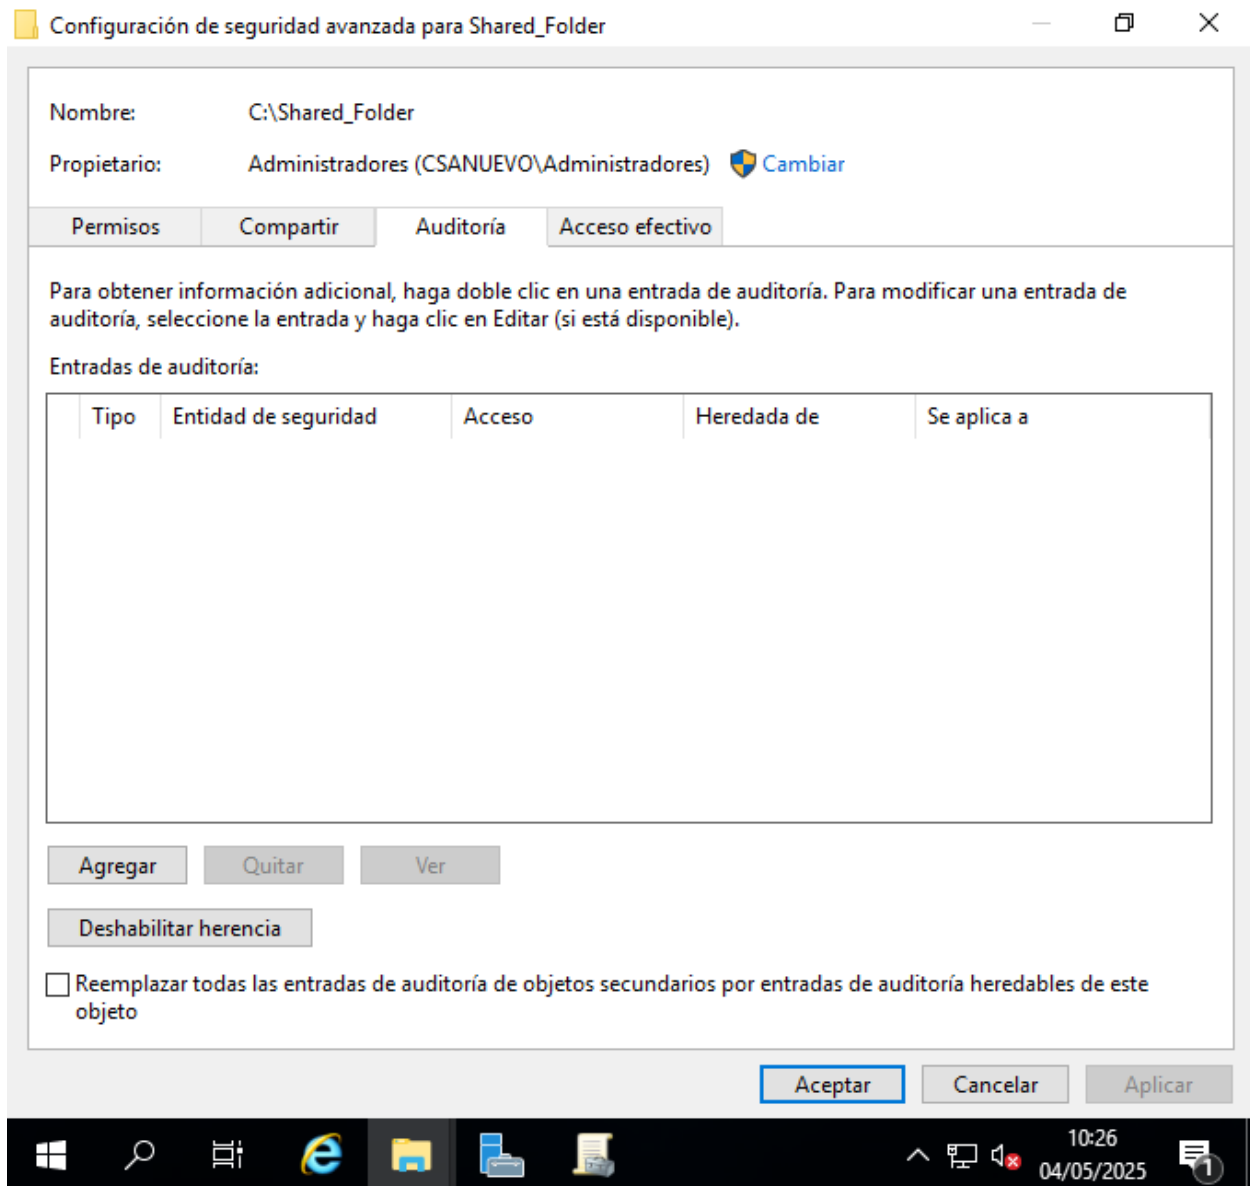 Configuración de seguridad avanzada para Shared_Folder
Nombre: C:\Shared_Folder
Propietario: Administradores (CSANUEVO\Administradores) Cambiar
Permisos Compartir Auditoría Acceso efectivo
Para obtener información adicional, haga doble clic en una entrada de auditoría. Para modificar una entrada de
auditoría, seleccione la entrada y haga clic en Editar (si está disponible).
Entradas de auditoría:
Tipo Entidad de seguridad Acceso Heredada de Se aplica a
Agregar Quitar Ver
Deshabilitar herencia
Reemplazar todas las entradas de auditoría de objetos secundarios por entradas de auditoría heredables de este
objeto
Aceptar Cancelar Aplicar
10:26
04/05/2025
1